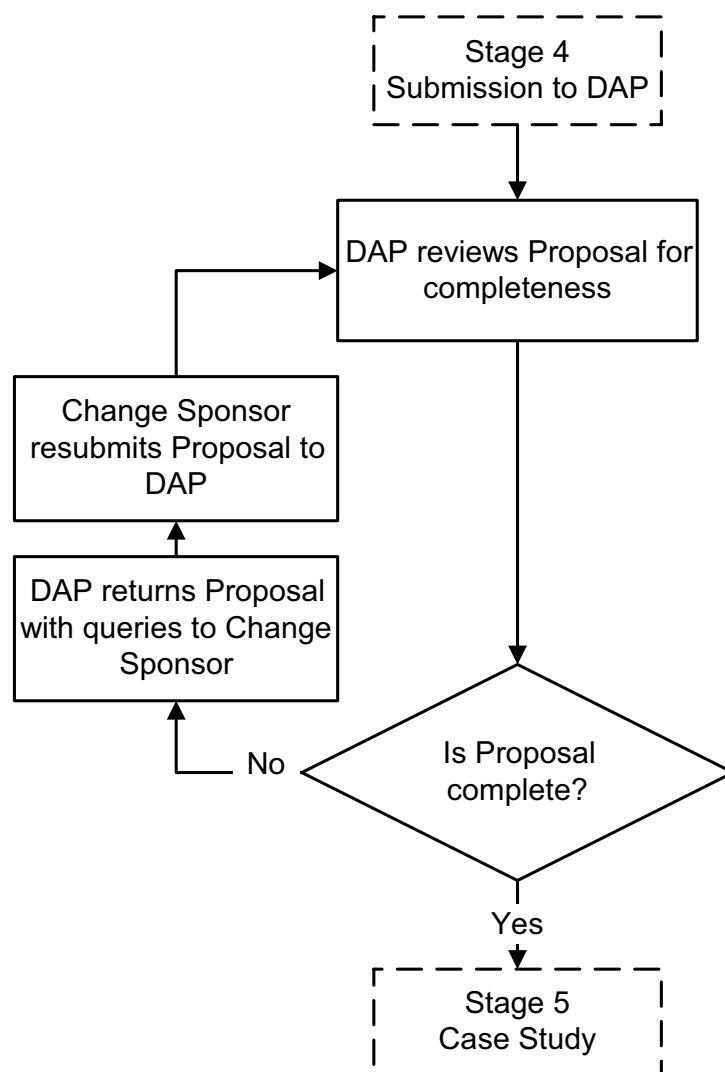 Stage 4
Submission to DAP
DAP reviews Proposal for
completeness
Change Sponsor
resubmits Proposal to
DAP
DAP returns Proposal
with queries to Change
Sponsor
Is Proposal
complete?
No
Yes
Stage 5
Case Study